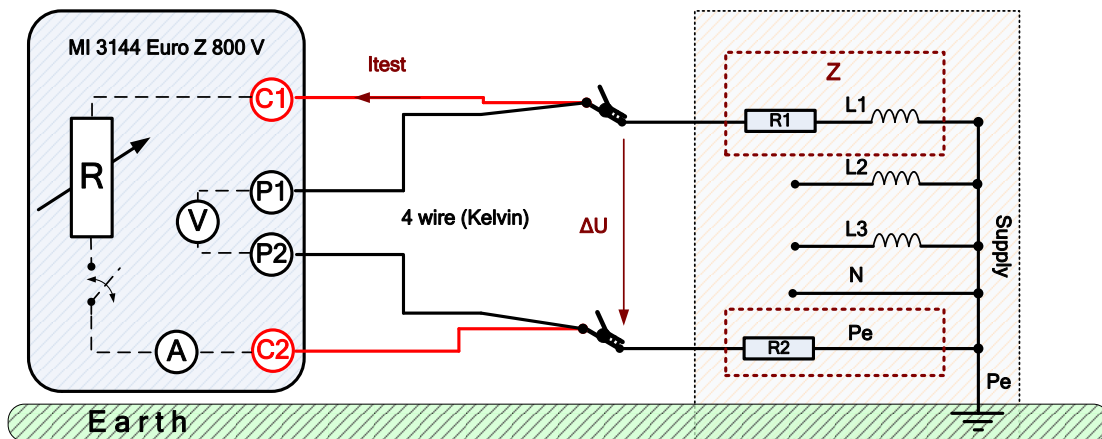 MI 3144 Euro Z 800 V
C1
Itest
R
P1
V
P2
4 wire (Kelvin)
ΔU
A
C2
Z
R1
L1
L2
L3
N
Supply
R2
Pe
Pe
Earth